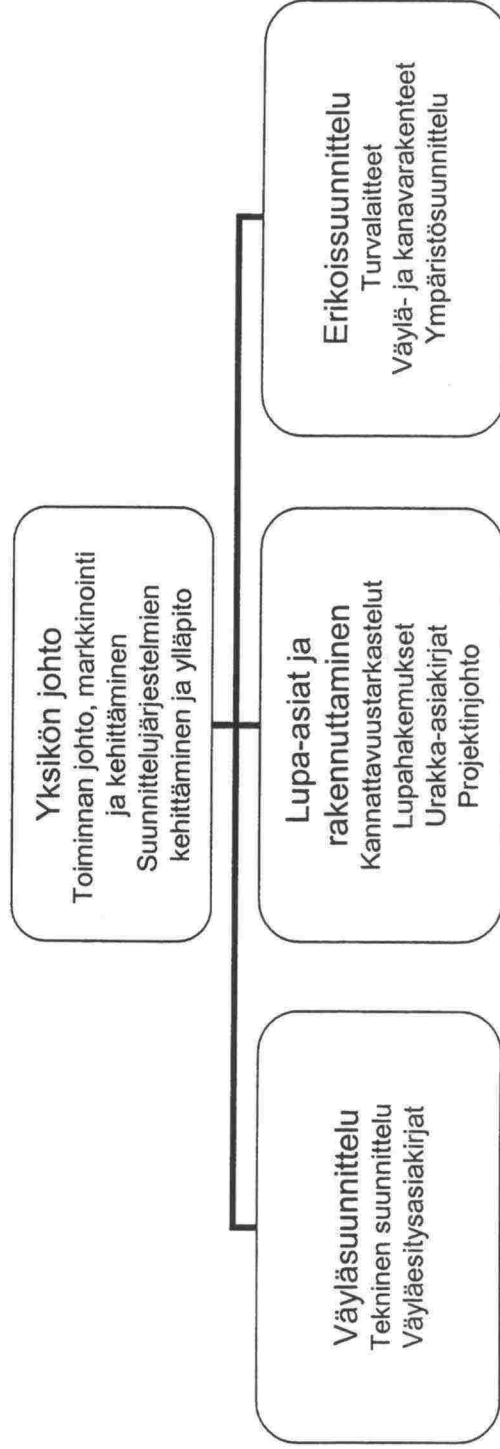 Yksikön johto
Toiminnan johto, markkinointi
ja kehittäminen
Suunnittelujärjestelmien
kehittäminen ja ylläpito
Väyläsuunnittelu
Tekninen suunnittelu
Väyläesitysasiakirjat
Lupa-asiat ja
rakennuttaminen
Kannattavuustarkastelut
Lupahakemukset
Urakka-asiakirjat
Projektinjohto
Erikoissuunnittelu
Turvalaitteet
Väylä- ja kanavarakenteet
Ympäristösuunnittelu